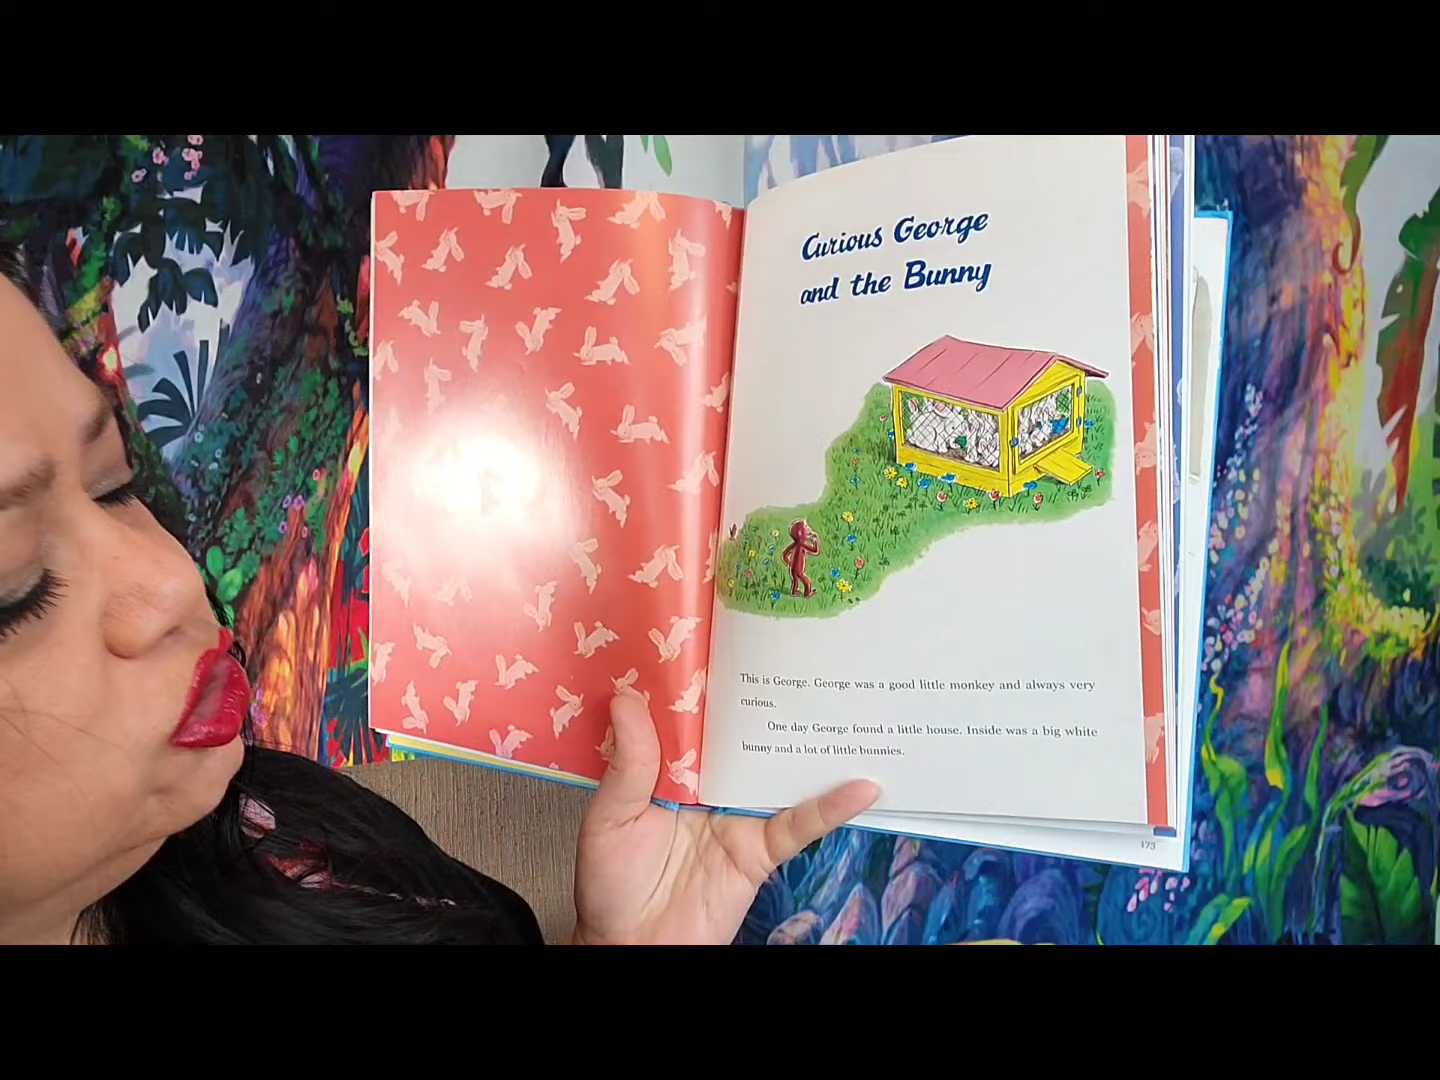 Curious George
and the Bunny
This is George. George was a good little monkey and always very
curious.
One day George found a little house. Inside was a big white
bunny and a lot of little bunnies.
173